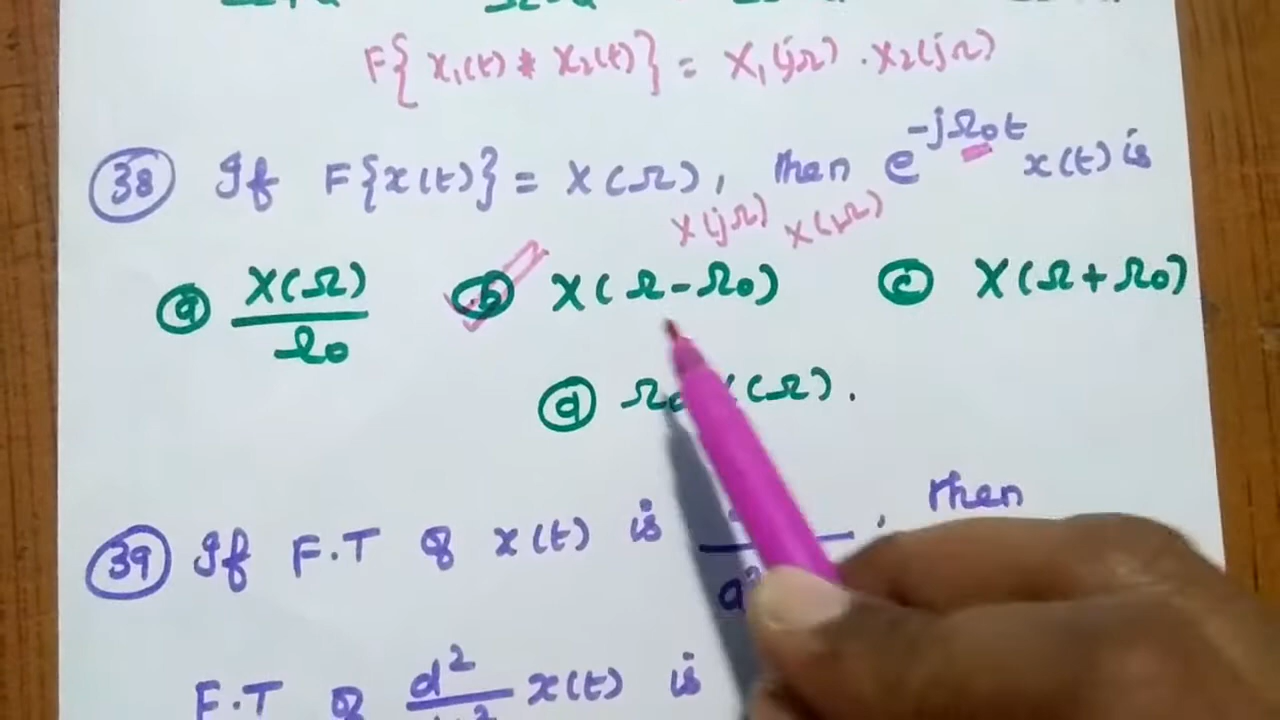 F{x₁(t) * x₂(t)} = X₁(jΩ) . X₂(jΩ)
38 If F{x(t)} = X(Ω), then e^{-jΩ₀t} x(t) is
X(jΩ) X(Ω)
a X(Ω)/Ω₀ b X(Ω-Ω₀) c X(Ω+Ω₀)
d Ω₀ X(Ω).
39 If F.T of x(t) is , then
F.T of d² x(t) is